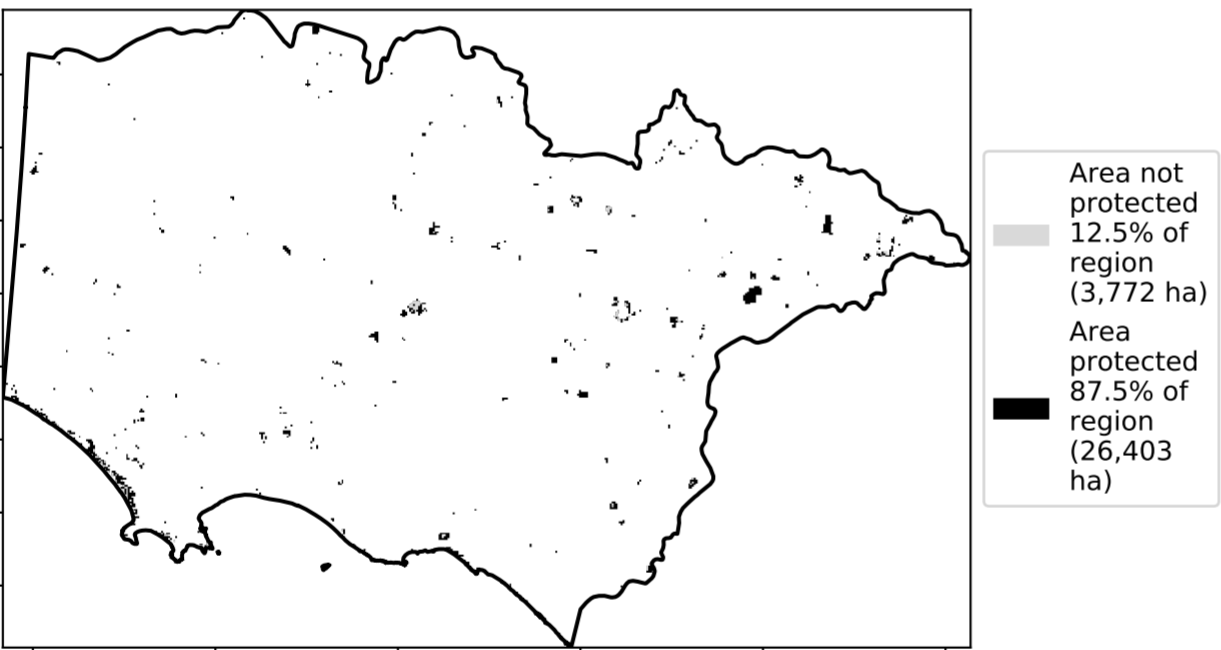 Area not
protected
12.5% of
region
(3,772 ha)
Area
protected
87.5% of
region
(26,403
ha)